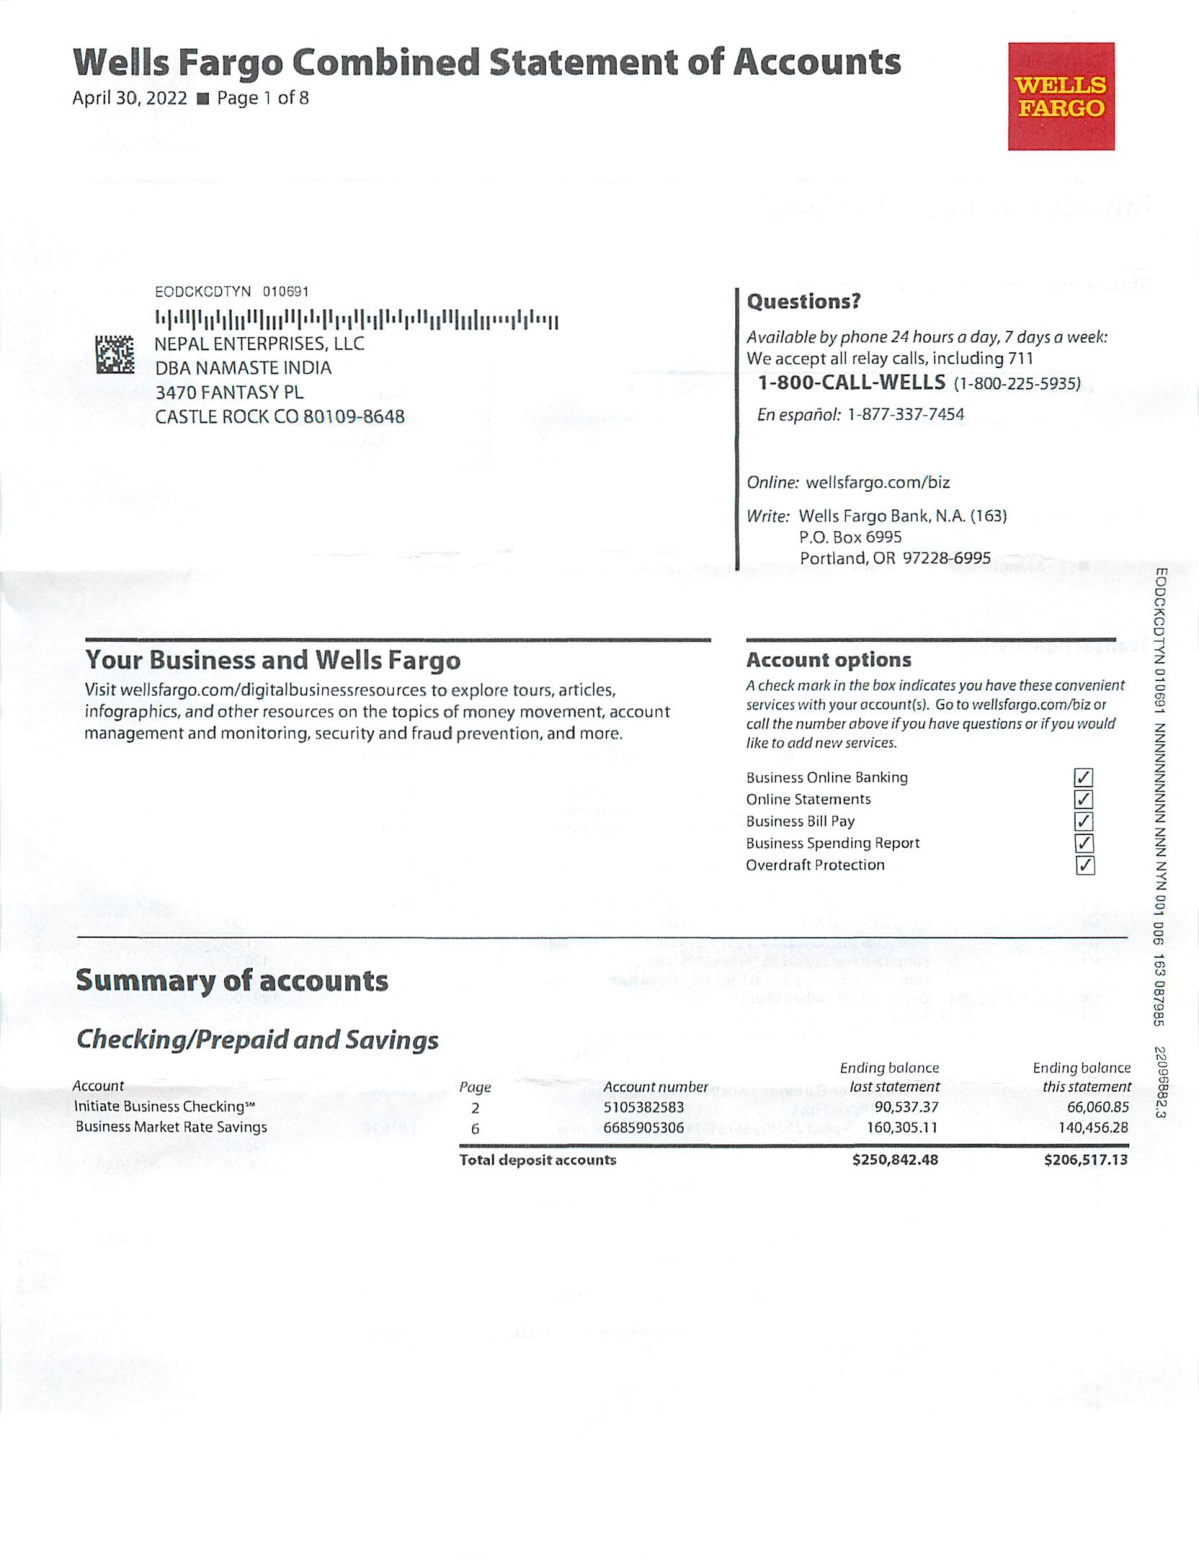 Wells Fargo Combined Statement of Accounts
April 30, 2022 ■ Page 1 of 8
WELLS
FARGO
EODCKCDTYN 010691
NEPAL ENTERPRISES, LLC
DBA NAMASTE INDIA
3470 FANTASY PL
CASTLE ROCK CO 80109-8648
Questions?
Available by phone 24 hours a day, 7 days a week:
We accept all relay calls, including 711
1-800-CALL-WELLS (1-800-225-5935)
En español: 1-877-337-7454
Online: wellsfargo.com/biz
Write: Wells Fargo Bank, N.A. (163)
P.O. Box 6995
Portland, OR 97228-6995
Your Business and Wells Fargo
Visit wellsfargo.com/digitalbusinessresources to explore tours, articles,
infographics, and other resources on the topics of money movement, account
management and monitoring, security and fraud prevention, and more.
Account options
A check mark in the box indicates you have these convenient
services with your account(s). Go to wellsfargo.com/biz or
call the number above if you have questions or if you would
like to add new services.
Business Online Banking ✓
Online Statements ✓
Business Bill Pay ✓
Business Spending Report ✓
Overdraft Protection ✓
EODCKCDTYN 010691 NNNNNNNNNN NNN NYN 001 006 163 087985 22096882.3
Summary of accounts
Checking/Prepaid and Savings
Ending balance Ending balance
Account Page Account number last statement this statement
Initiate Business Checking℠ 2 5105382583 90,537.37 66,060.85
Business Market Rate Savings 6 6685905306 160,305.11 140,456.28
Total deposit accounts $250,842.48 $206,517.13